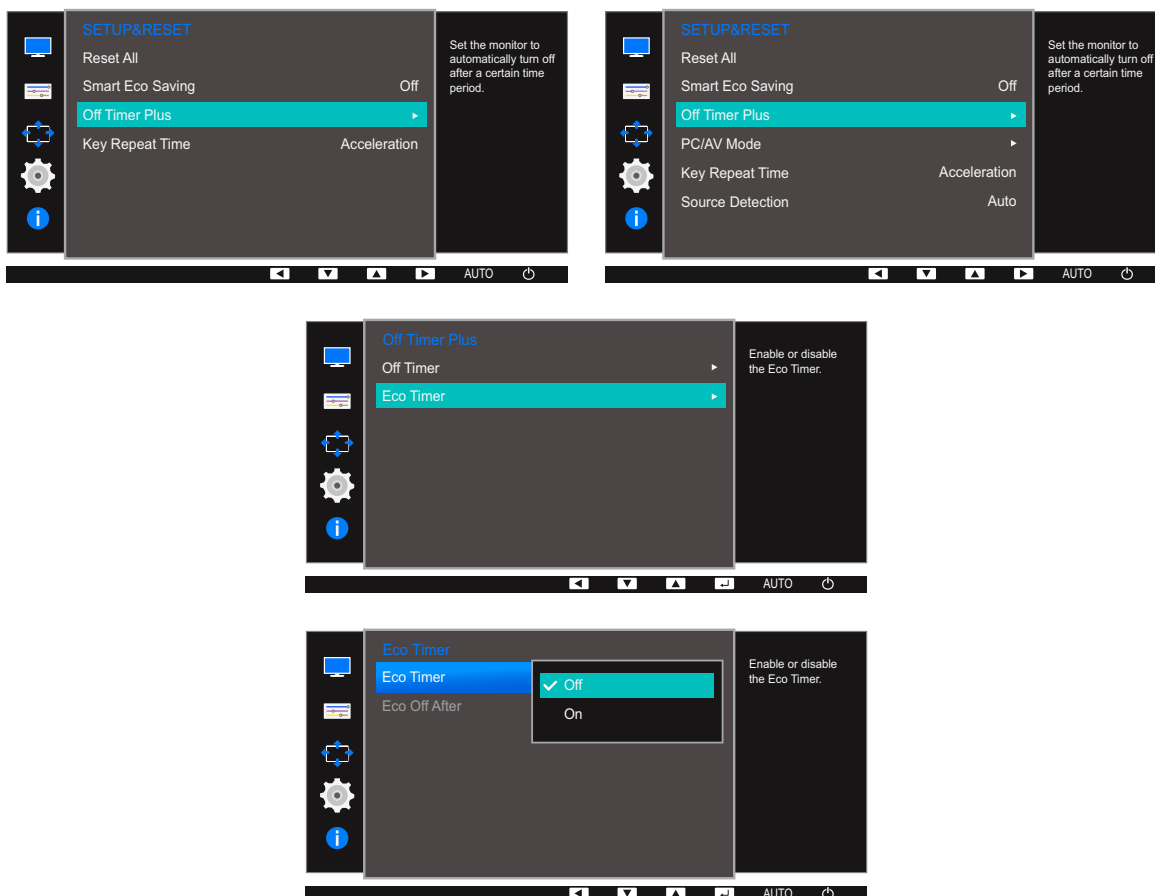 SETUP&RESET
Reset All
Smart Eco Saving Off
Off Timer Plus
Key Repeat Time Acceleration
Set the monitor to
automatically turn off
after a certain time
period.
AUTO
SETUP&RESET
Reset All
Smart Eco Saving Off
Off Timer Plus
PC/AV Mode
Key Repeat Time Acceleration
Source Detection Auto
Set the monitor to
automatically turn off
after a certain time
period.
AUTO
Off Timer Plus
Off Timer
Eco Timer
Enable or disable
the Eco Timer.
AUTO
Eco Timer
Eco Timer
Off
Eco Off After
On
Enable or disable
the Eco Timer.
AUTO